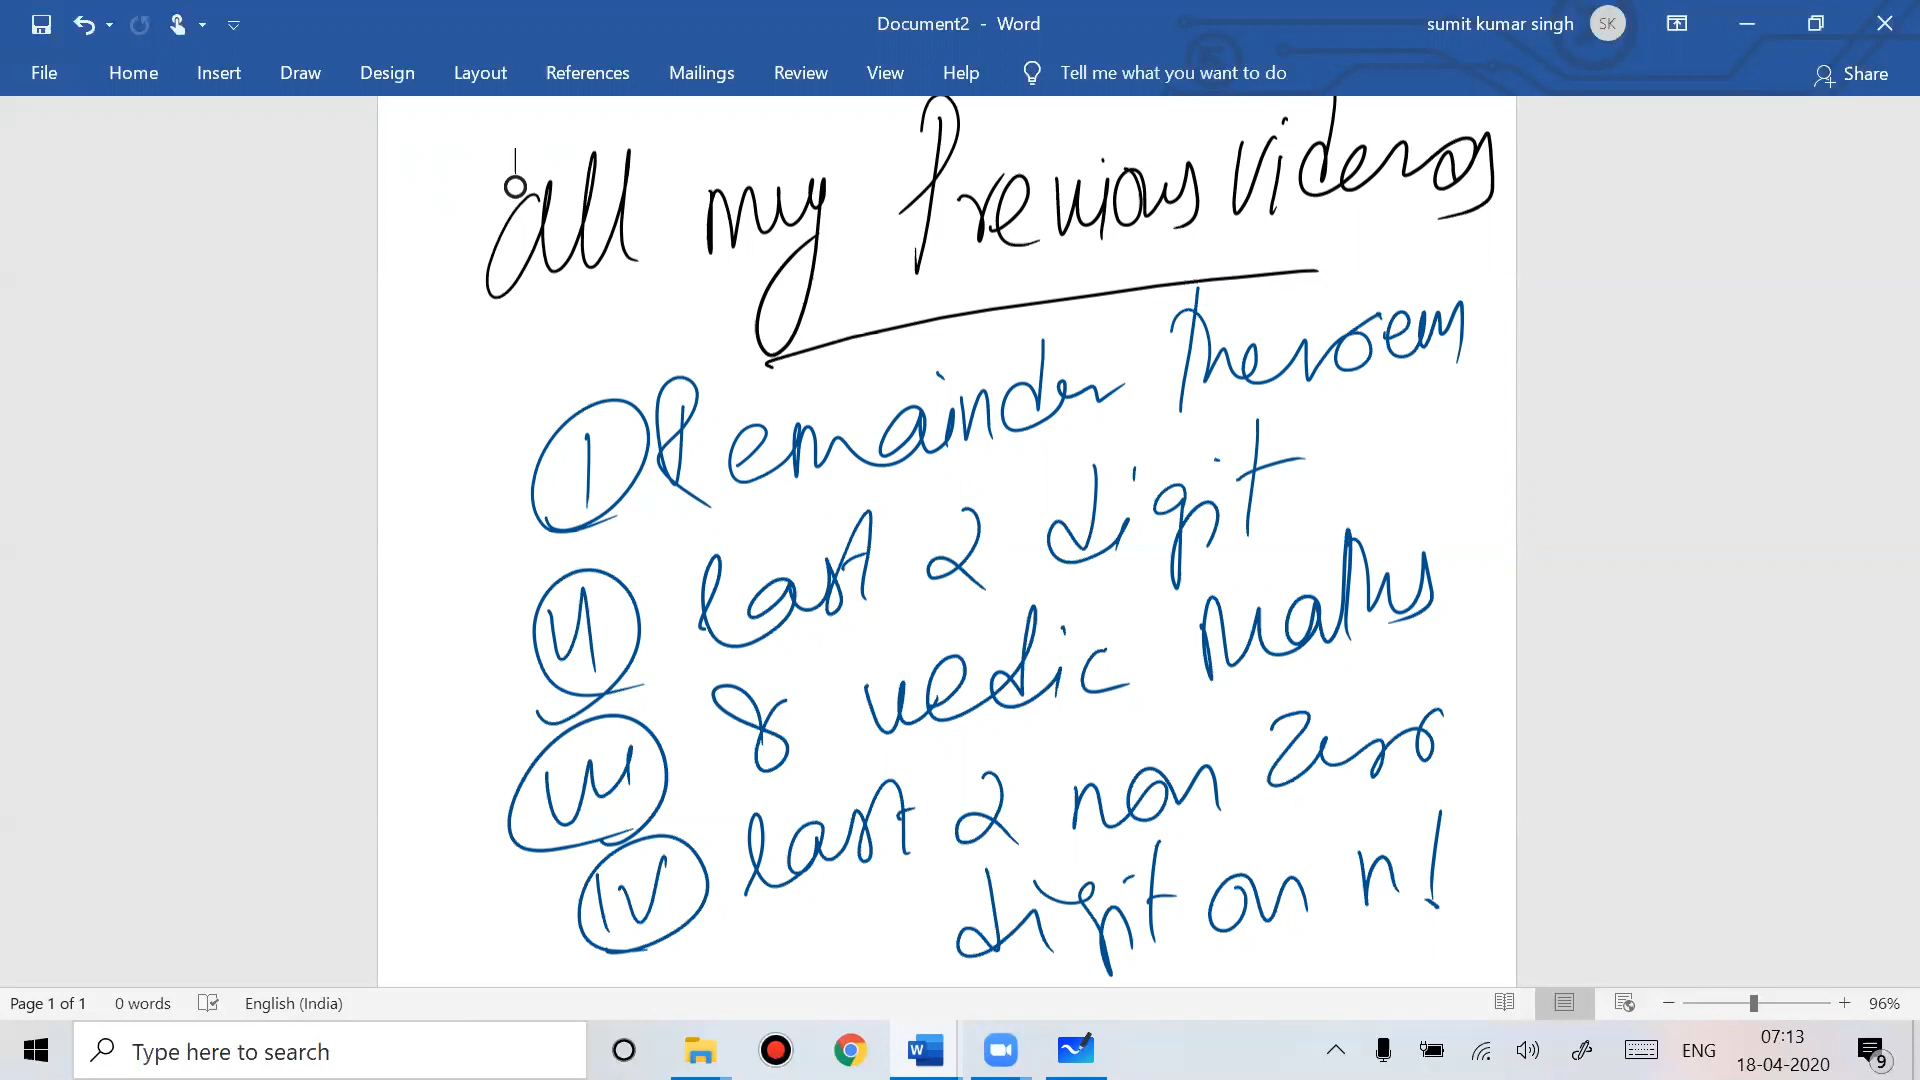 Document2 - Word
sumit kumar singh
SK
File Home Insert Draw Design Layout References Mailings Review View Help Tell me what you want to do Share
all my Previous videos
I Remainder Theroem
II last 2 digit
III 8 vedic Maths
IV last 2 non zero
digit on n!
Page 1 of 1 0 words English (India) 96%
Type here to search
ENG
07:13
18-04-2020
9